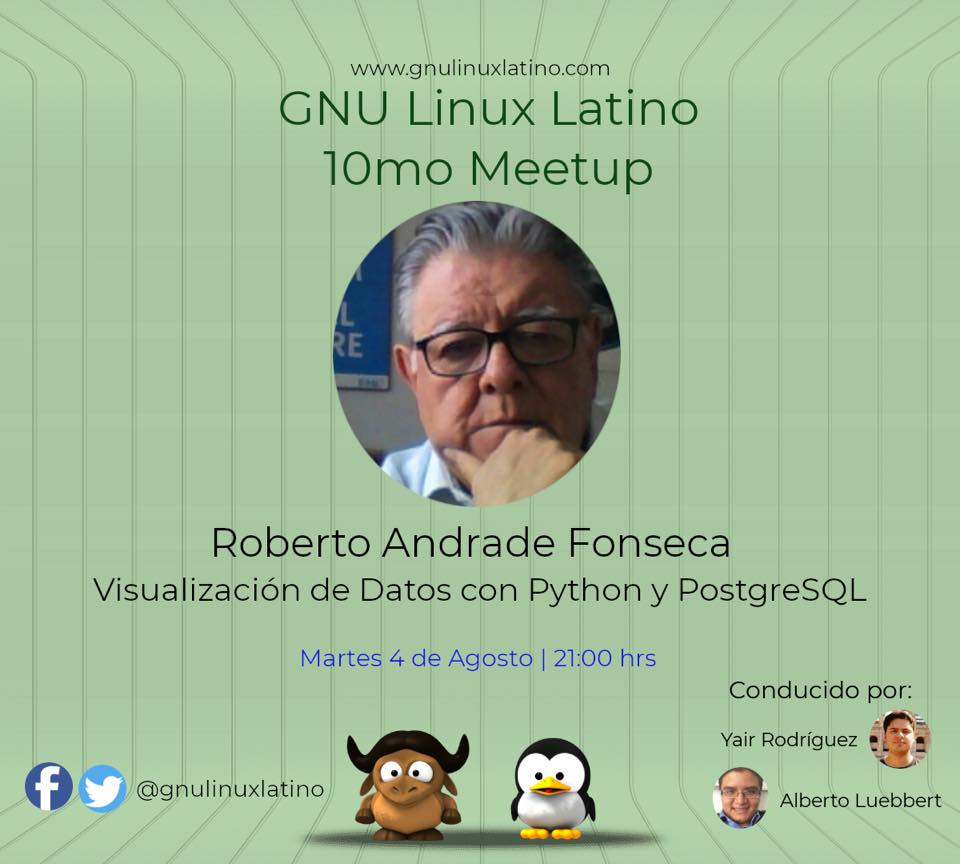 www.gnulinuxlatino.com
GNU Linux Latino
10mo Meetup
L
RE
Roberto Andrade Fonseca
Visualización de Datos con Python y PostgreSQL
Martes 4 de Agosto | 21:00 hrs
Conducido por:
Yair Rodríguez
Alberto Luebbert
@gnulinuxlatino